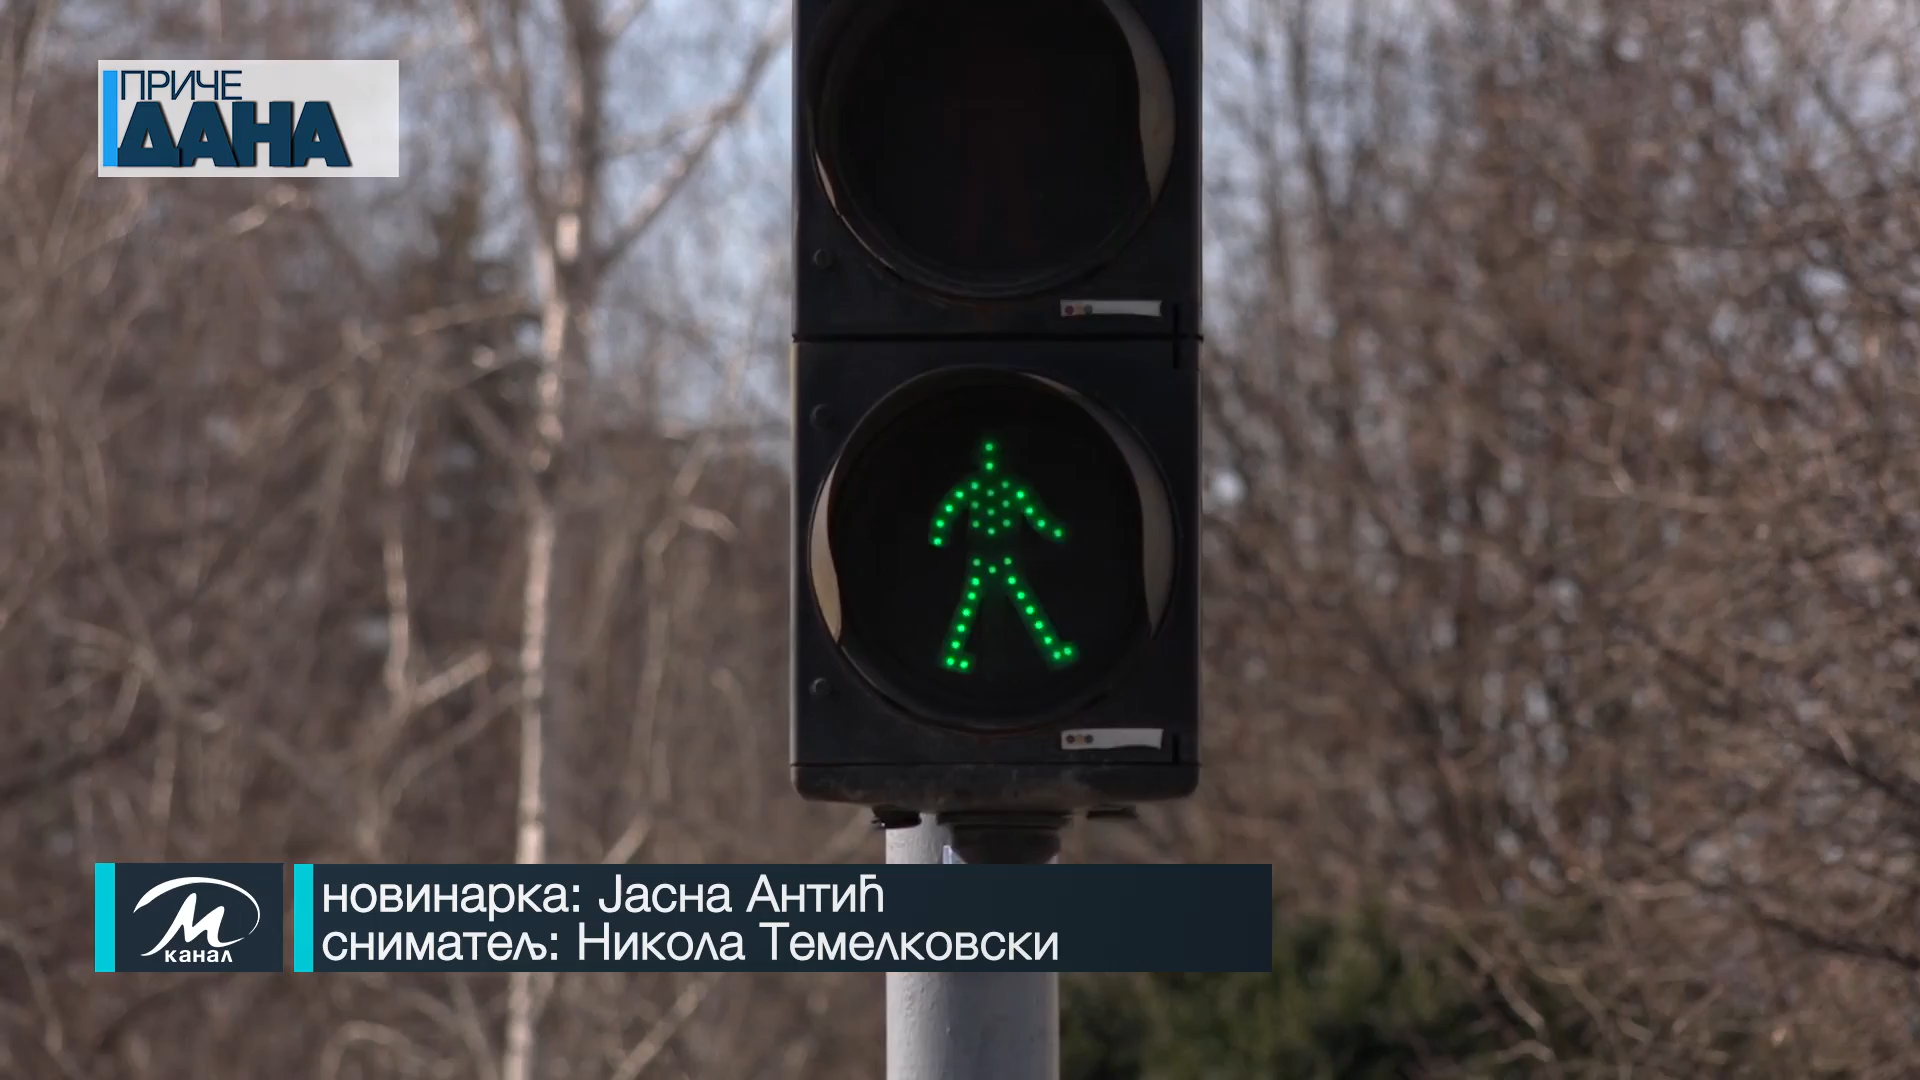 ПРИЧЕ
ДАНА
М
канал
новинарка: Јасна Антић
сниматељ: Никола Темелковски